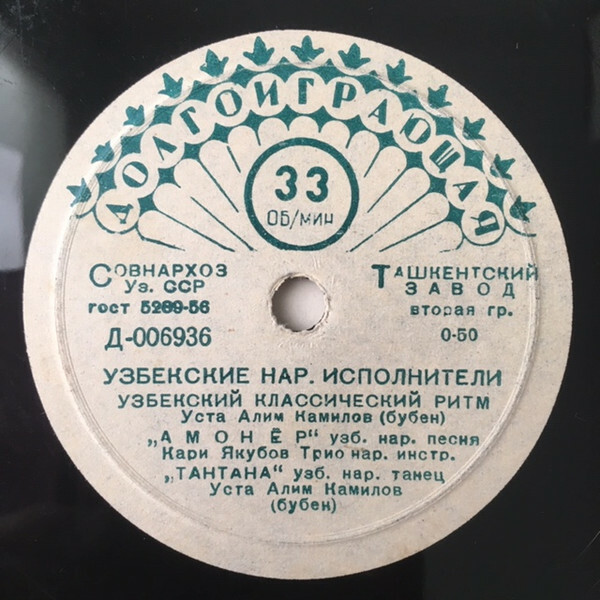 ДОЛГОИГРАЮЩАЯ
33
ОБ/МИН
СОВНАРХОЗ
Уз. ССР
гост 5289-56
Д-006936
ТАШКЕНТСКИЙ
ЗАВОД
вторая гр.
0-50
УЗБЕКСКИЕ НАР. ИСПОЛНИТЕЛИ
УЗБЕКСКИЙ КЛАССИЧЕСКИЙ РИТМ
Уста Алим Камилов (бубен)
„АМОНЁР" узб. нар. песня
Кари Якубов Трио нар. инстр.
„ТАНТАНА" узб. нар. танец
Уста Алим Камилов
(бубен)